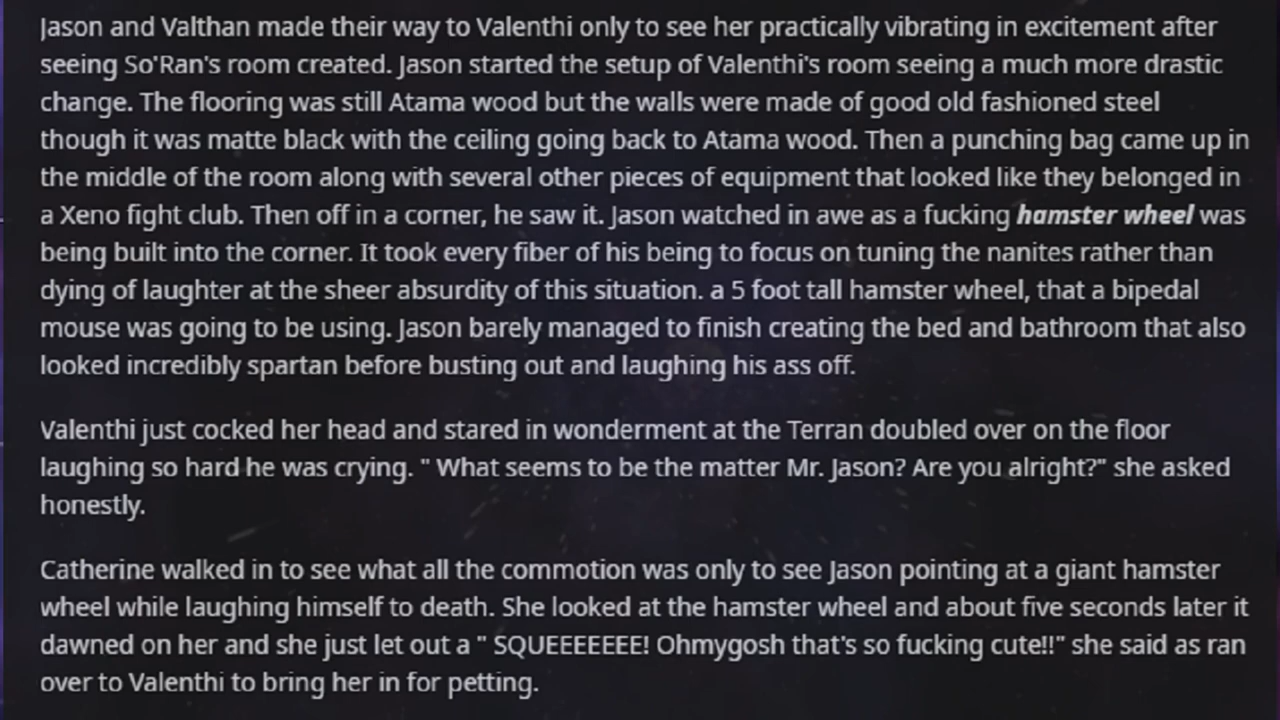 Jason and Valthan made their way to Valenthi only to see her practically vibrating in excitement after
seeing So'Ran's room created. Jason started the setup of Valenthi's room seeing a much more drastic
change. The flooring was still Atama wood but the walls were made of good old fashioned steel
though it was matte black with the ceiling going back to Atama wood. Then a punching bag came up in
the middle of the room along with several other pieces of equipment that looked like they belonged in
a Xeno fight club. Then off in a corner, he saw it. Jason watched in awe as a fucking hamster wheel was
being built into the corner. It took every fiber of his being to focus on tuning the nanites rather than
dying of laughter at the sheer absurdity of this situation. a 5 foot tall hamster wheel, that a bipedal
mouse was going to be using. Jason barely managed to finish creating the bed and bathroom that also
looked incredibly spartan before busting out and laughing his ass off.
Valenthi just cocked her head and stared in wonderment at the Terran doubled over on the floor
laughing so hard he was crying. " What seems to be the matter Mr. Jason? Are you alright?" she asked
honestly.
Catherine walked in to see what all the commotion was only to see Jason pointing at a giant hamster
wheel while laughing himself to death. She looked at the hamster wheel and about five seconds later it
dawned on her and she just let out a " SQUEEEEEEE! Ohmygosh that's so fucking cute!!" she said as ran
over to Valenthi to bring her in for petting.